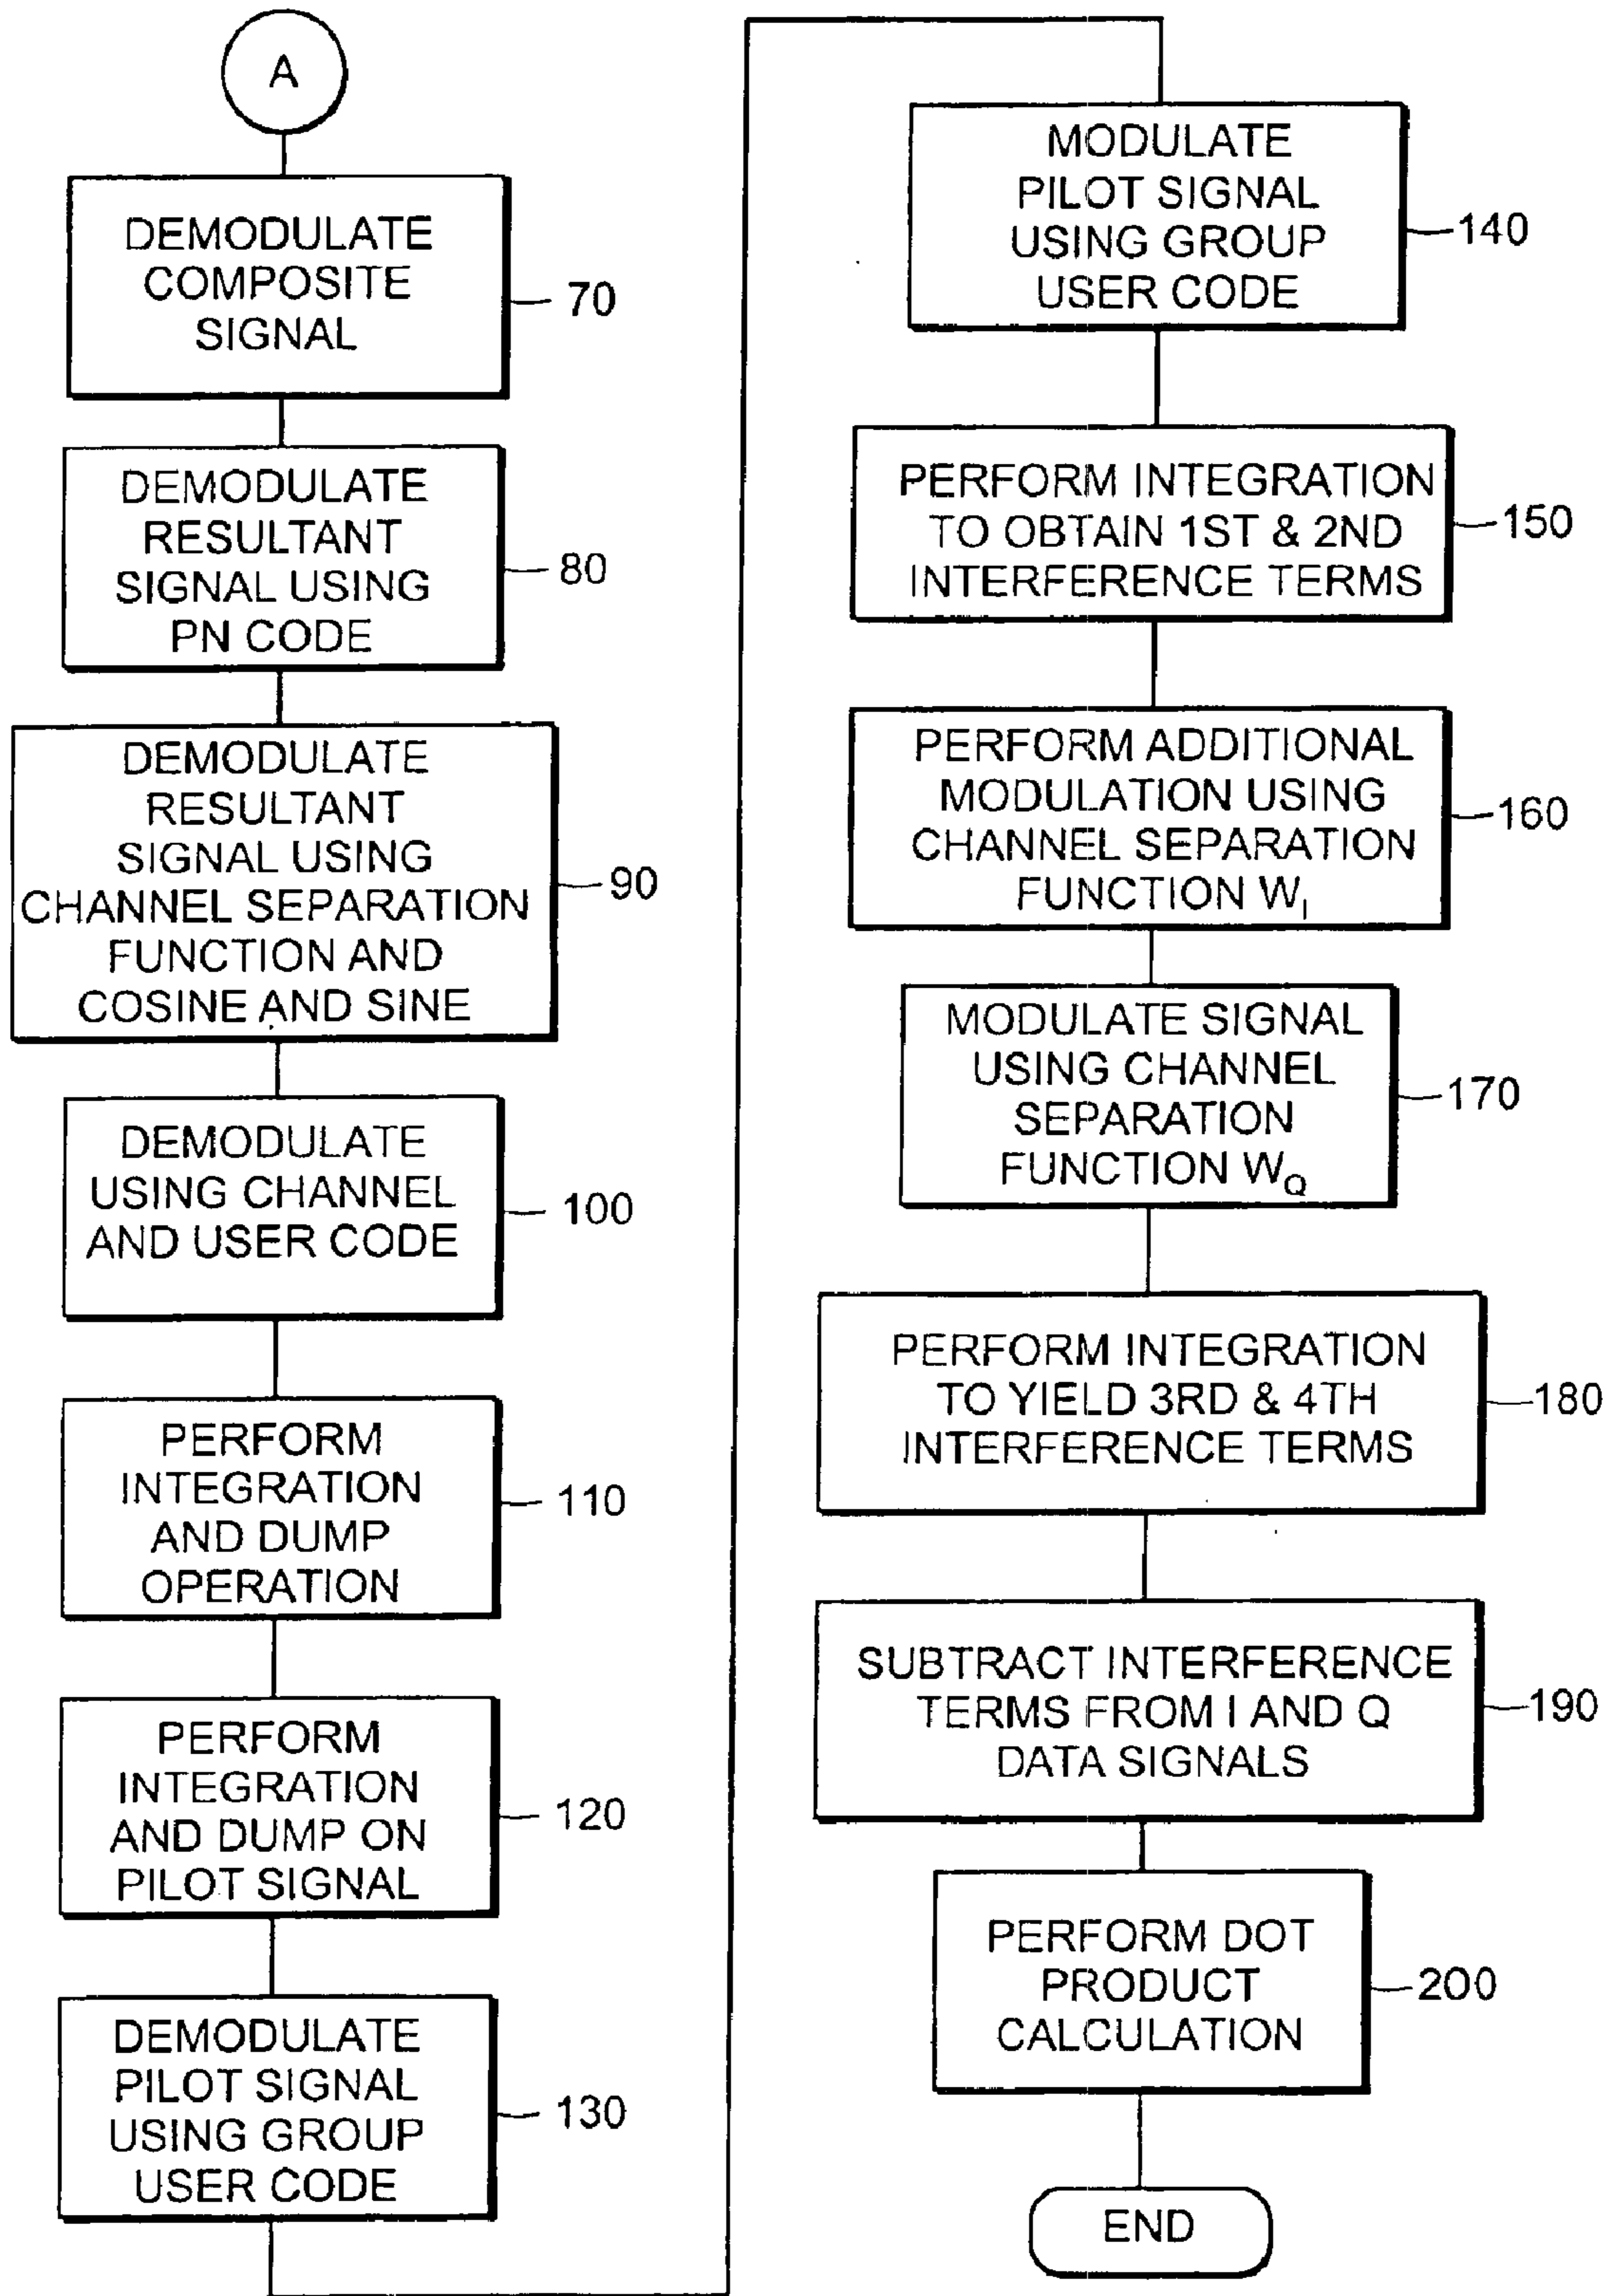 A
DEMODULATE
COMPOSITE
SIGNAL
70
DEMODULATE
RESULTANT
SIGNAL USING
PN CODE
80
DEMODULATE
RESULTANT
SIGNAL USING
CHANNEL SEPARATION
FUNCTION AND
COSINE AND SINE
90
DEMODULATE
USING CHANNEL
AND USER CODE
100
PERFORM
INTEGRATION
AND DUMP
OPERATION
110
PERFORM
INTEGRATION
AND DUMP ON
PILOT SIGNAL
120
DEMODULATE
PILOT SIGNAL
USING GROUP
USER CODE
130
MODULATE
PILOT SIGNAL
USING GROUP
USER CODE
140
PERFORM INTEGRATION
TO OBTAIN 1ST & 2ND
INTERFERENCE TERMS
150
PERFORM ADDITIONAL
MODULATION USING
CHANNEL SEPARATION
FUNCTION W_I
160
MODULATE SIGNAL
USING CHANNEL
SEPARATION
FUNCTION W_Q
170
PERFORM INTEGRATION
TO YIELD 3RD & 4TH
INTERFERENCE TERMS
180
SUBTRACT INTERFERENCE
TERMS FROM I AND Q
DATA SIGNALS
190
PERFORM DOT
PRODUCT
CALCULATION
200
END